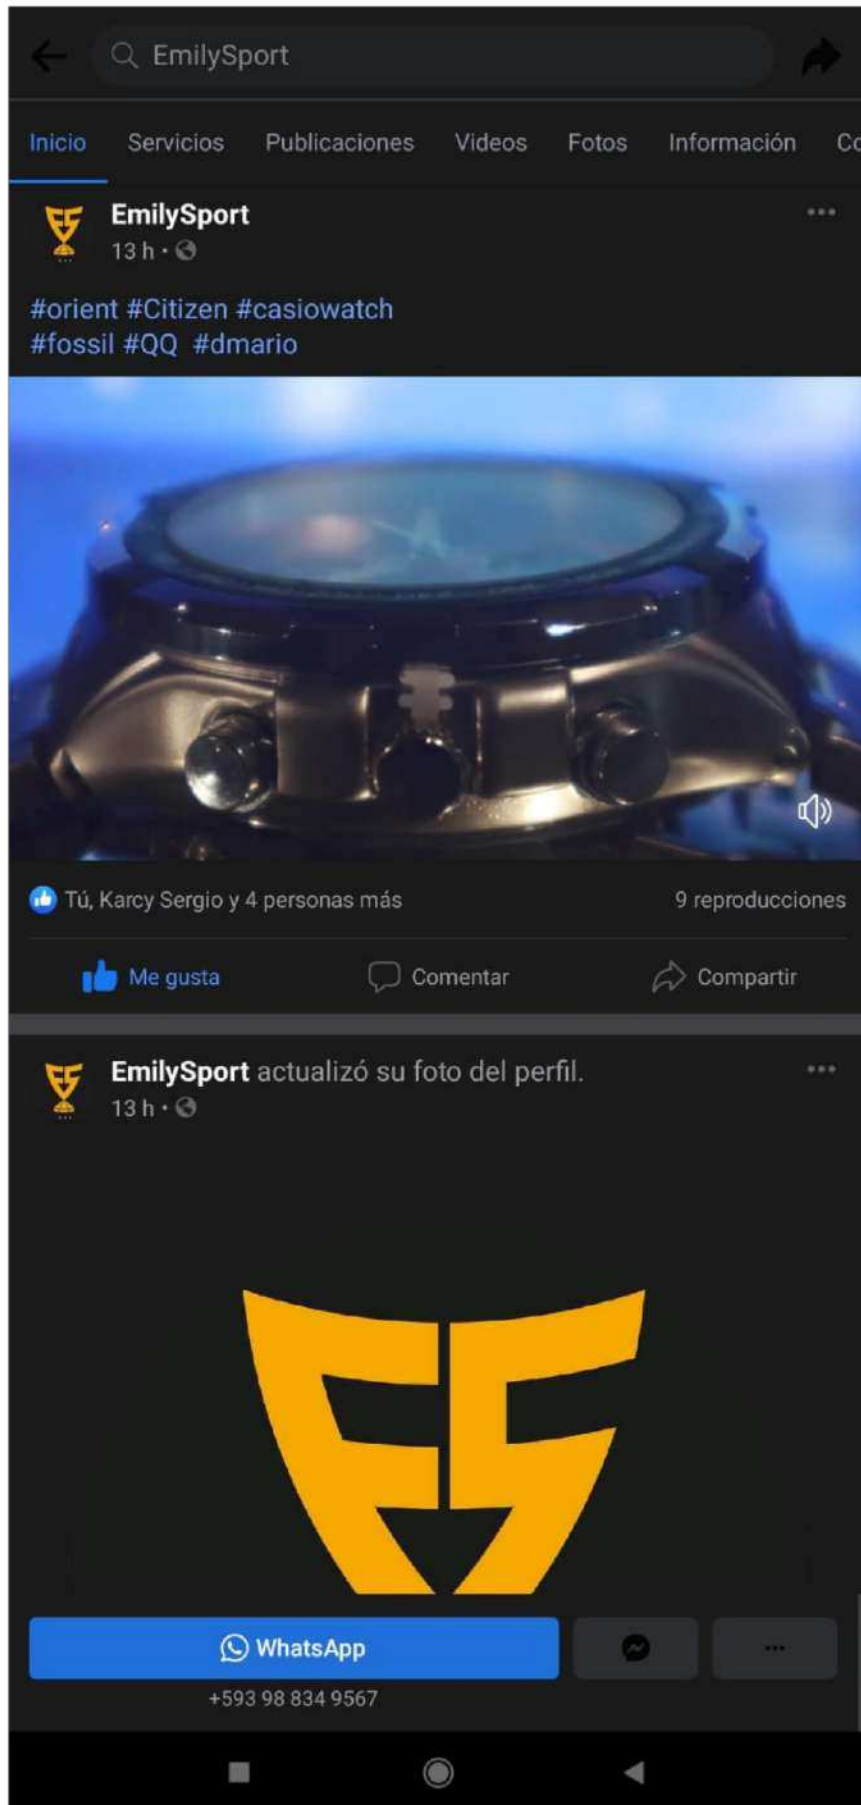 EmilySport
Inicio Servicios Publicaciones Videos Fotos Información Co
EmilySport
13 h ·
#orient #Citizen #casiowatch
#fossil #QQ #dmario
Tú, Karcy Sergio y 4 personas más 9 reproducciones
Me gusta Comentar Compartir
EmilySport actualizó su foto del perfil.
13 h ·
ES
WhatsApp
+593 98 834 9567